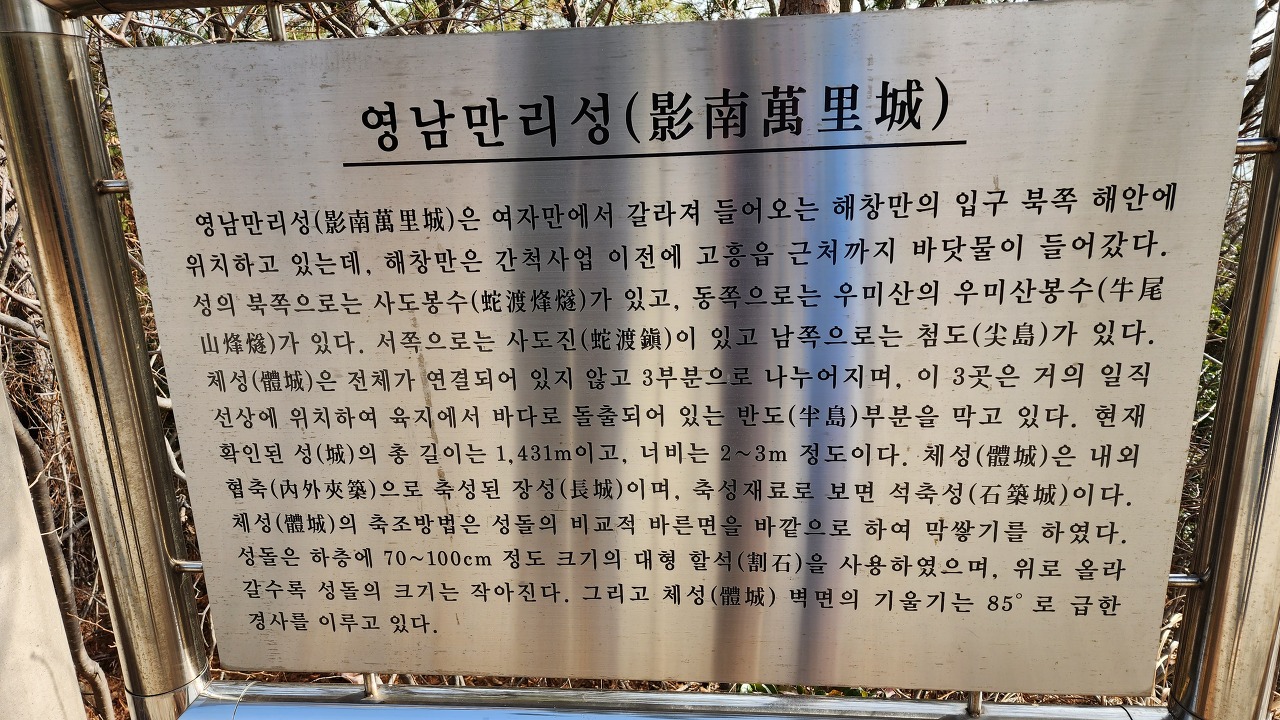 영남만리성(影南萬里城)
영남만리성(影南萬里城)은 여자만에서 갈라져 들어오는 해창만의 입구 북쪽 해안에
위치하고 있는데, 해창만은 간척사업 이전에 고흥읍 근처까지 바닷물이 들어갔다.
성의 북쪽으로는 사도봉수(蛇渡烽燧)가 있고, 동쪽으로는 우미산의 우미산봉수(牛尾
山烽燧)가 있다. 서쪽으로는 사도진(蛇渡鎭)이 있고 남쪽으로는 첨도(尖島)가 있다.
체성(體城)은 전체가 연결되어 있지 않고 3부분으로 나누어지며, 이 3곳은 거의 일직
선상에 위치하여 육지에서 바다로 돌출되어 있는 반도(半島)부분을 막고 있다. 현재
확인된 성(城)의 총 길이는 1,431m이고, 너비는 2~3m 정도이다. 체성(體城)은 내외
협축(內外夾築)으로 축성된 장성(長城)이며, 축성재료로 보면 석축성(石築城)이다.
체성(體城)의 축조방법은 성돌의 비교적 바른면을 바깥으로 하여 막쌓기를 하였다.
성돌은 하층에 70~100cm 정도 크기의 대형 할석(割石)을 사용하였으며, 위로 올라
갈수록 성돌의 크기는 작아진다. 그리고 체성(體城) 벽면의 기울기는 85°로 급한
경사를 이루고 있다.